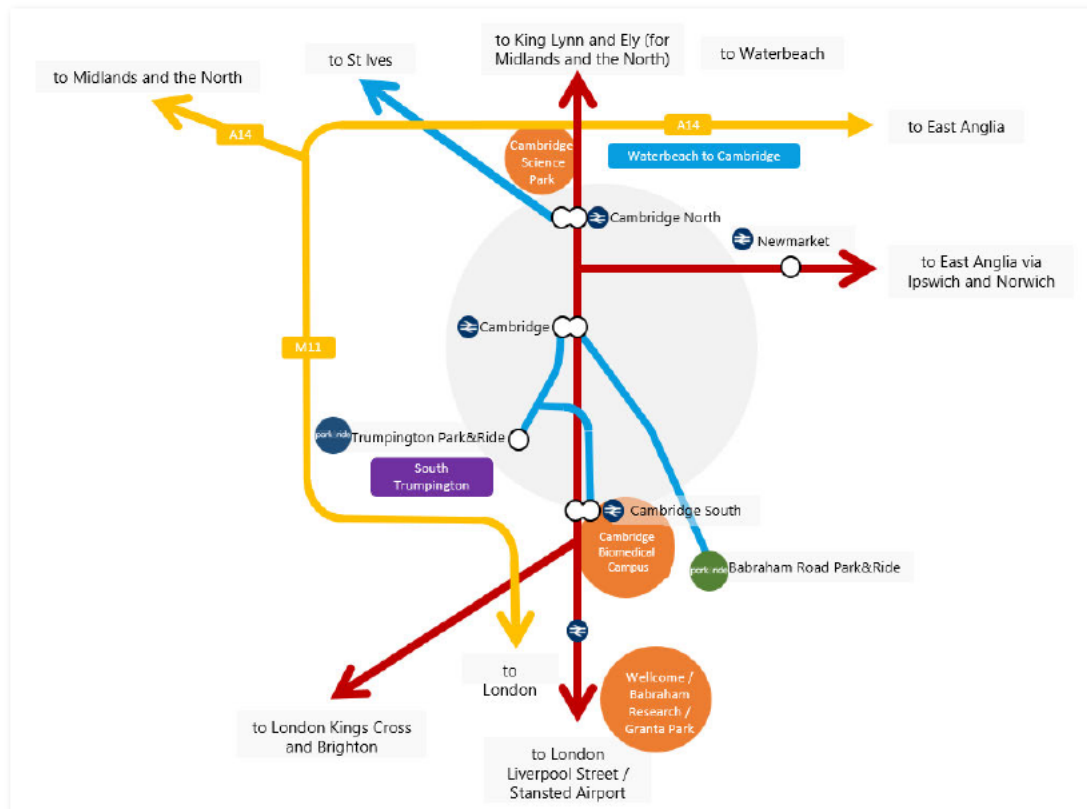 to King Lynn and Ely (for
Midlands and the North)
to Waterbeach
to St Ives
to Midlands and the North
A14
A14
to East Anglia
Cambridge
Science
Park
Waterbeach to Cambridge
Cambridge North
Newmarket
to East Anglia via
Ipswich and Norwich
Cambridge
M11
park&ride
Trumpington Park&Ride
South
Trumpington
Cambridge South
Cambridge
Biomedical
Campus
park&ride
Babraham Road Park&Ride
to
London
Wellcome /
Babraham
Research /
Granta Park
to London Kings Cross
and Brighton
to London
Liverpool Street /
Stansted Airport